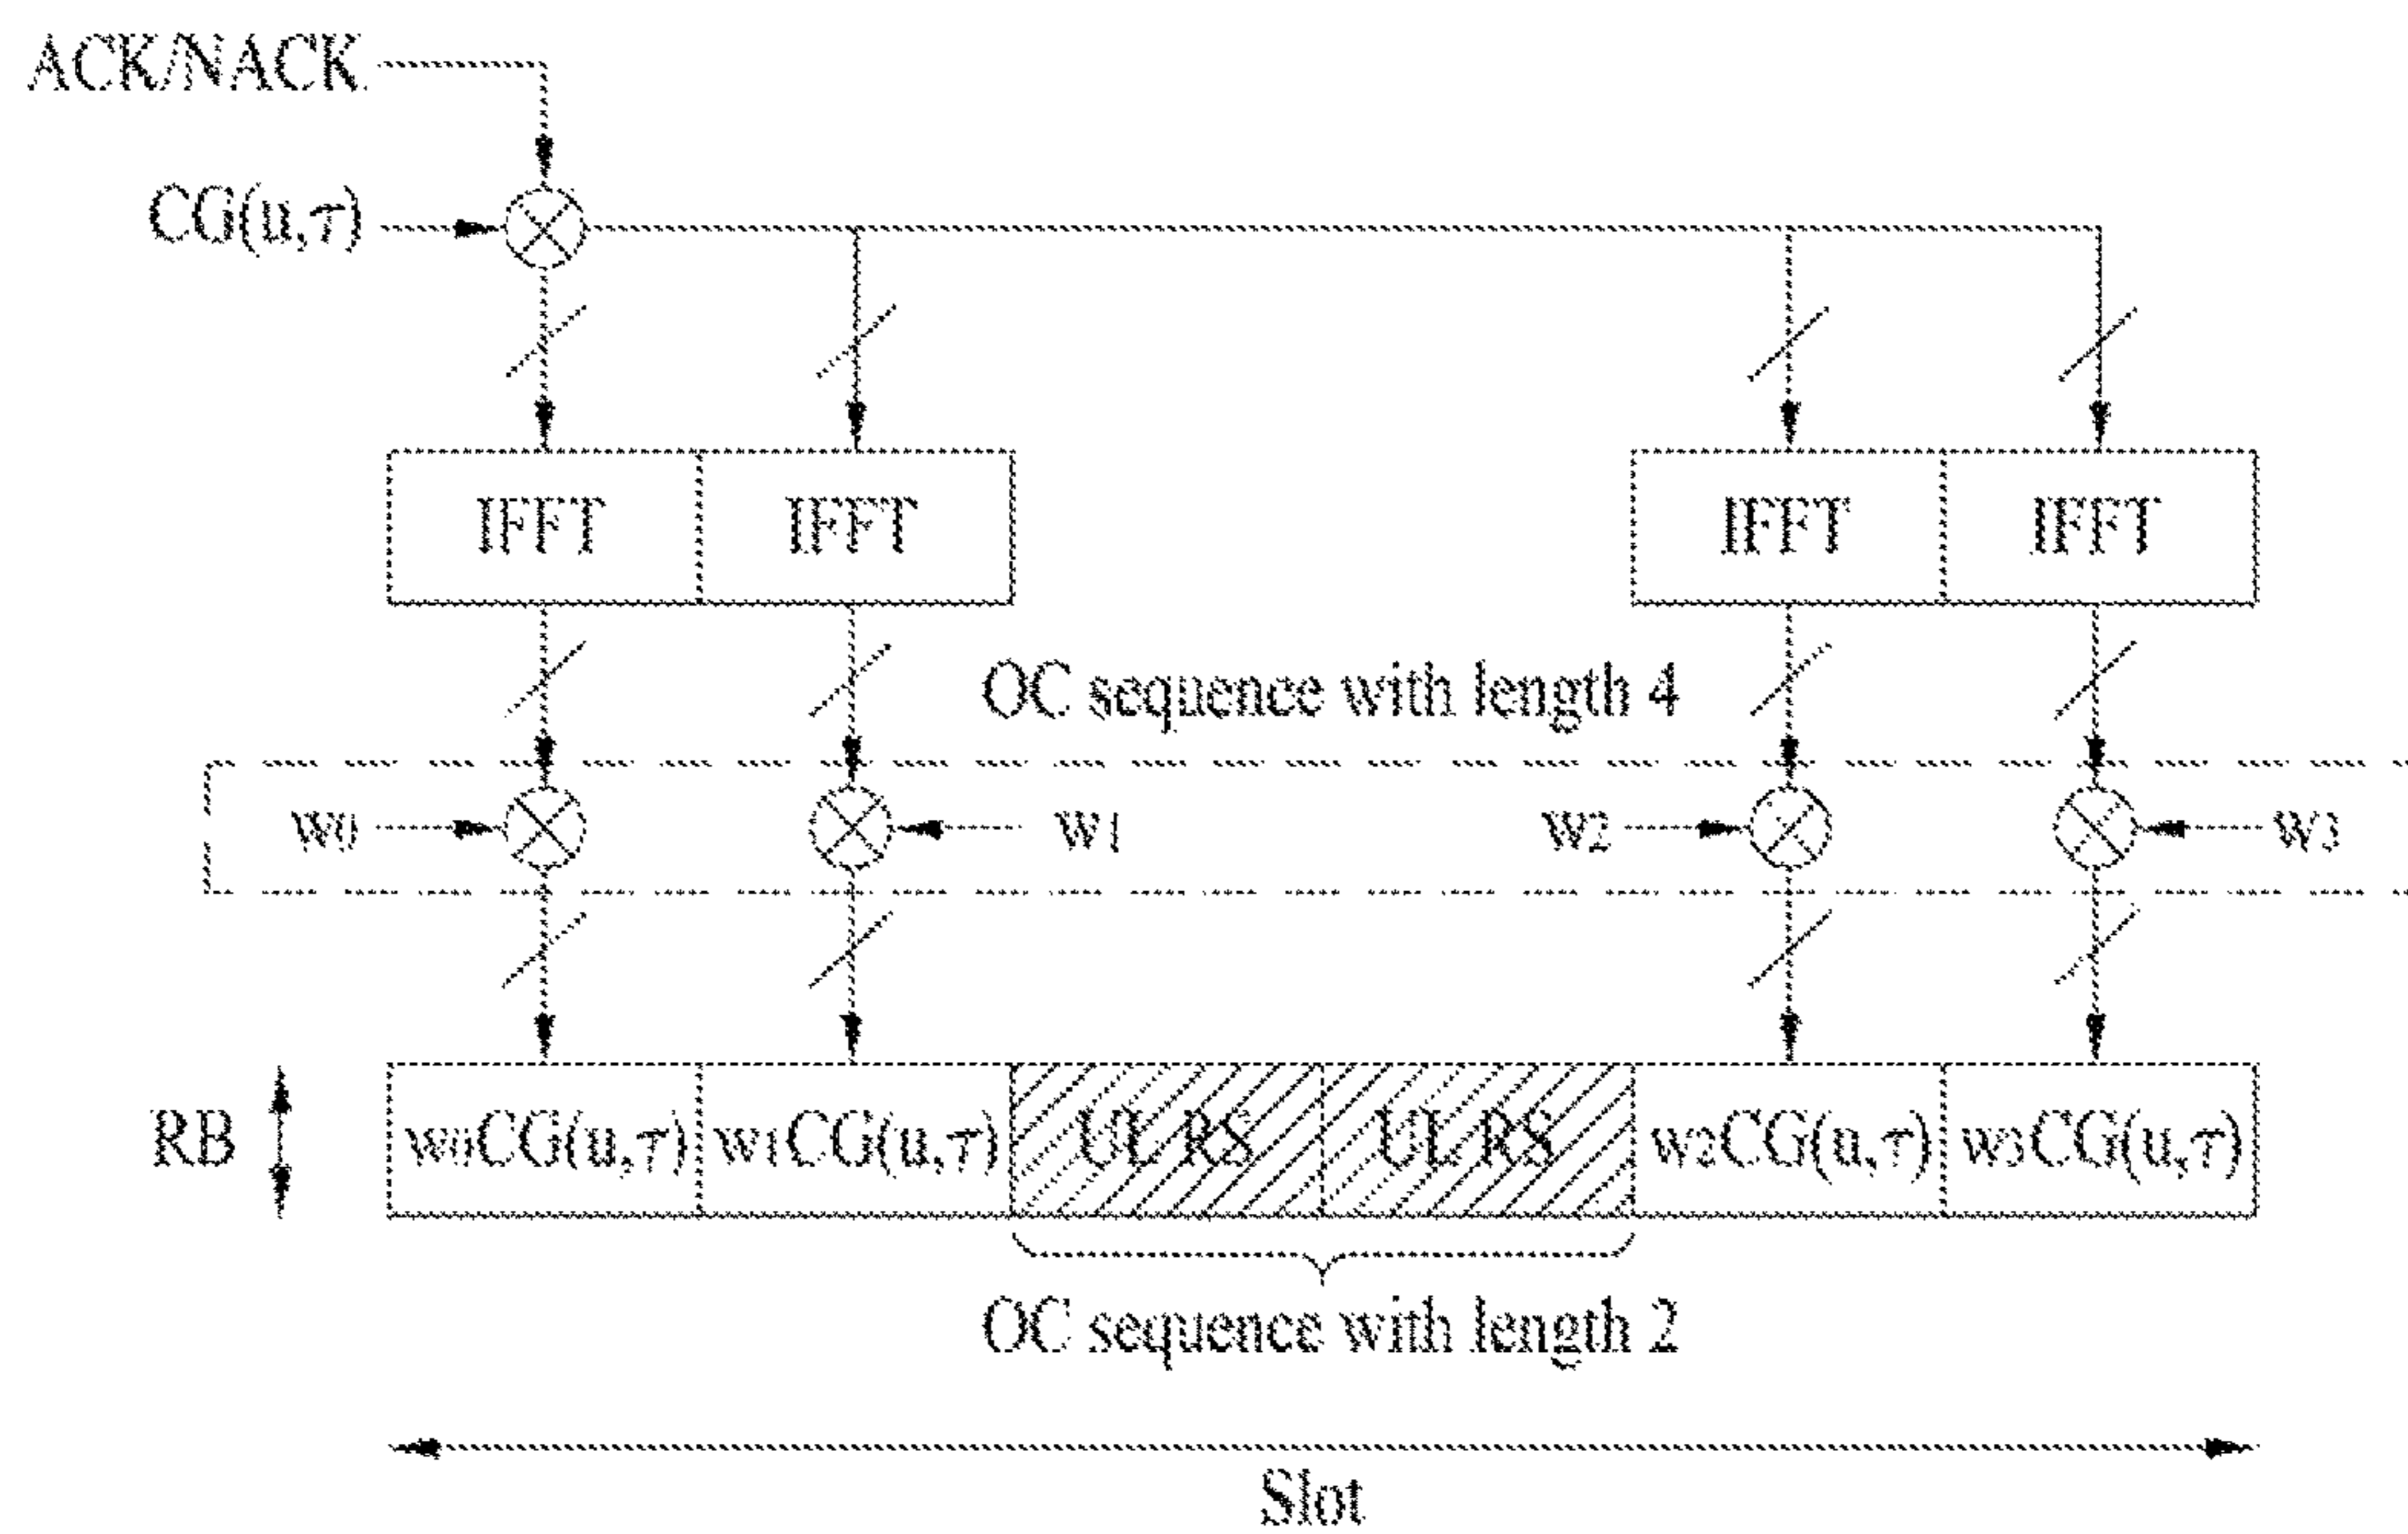 ACK/NACK
CG(u,τ)
IFFT IFFT IFFT IFFT
OC sequence with length 4
w0 w1 w2 w3
RB w0CG(u,τ) w1CG(u,τ) UL RS UL RS w2CG(u,τ) w3CG(u,τ)
OC sequence with length 2
Slot